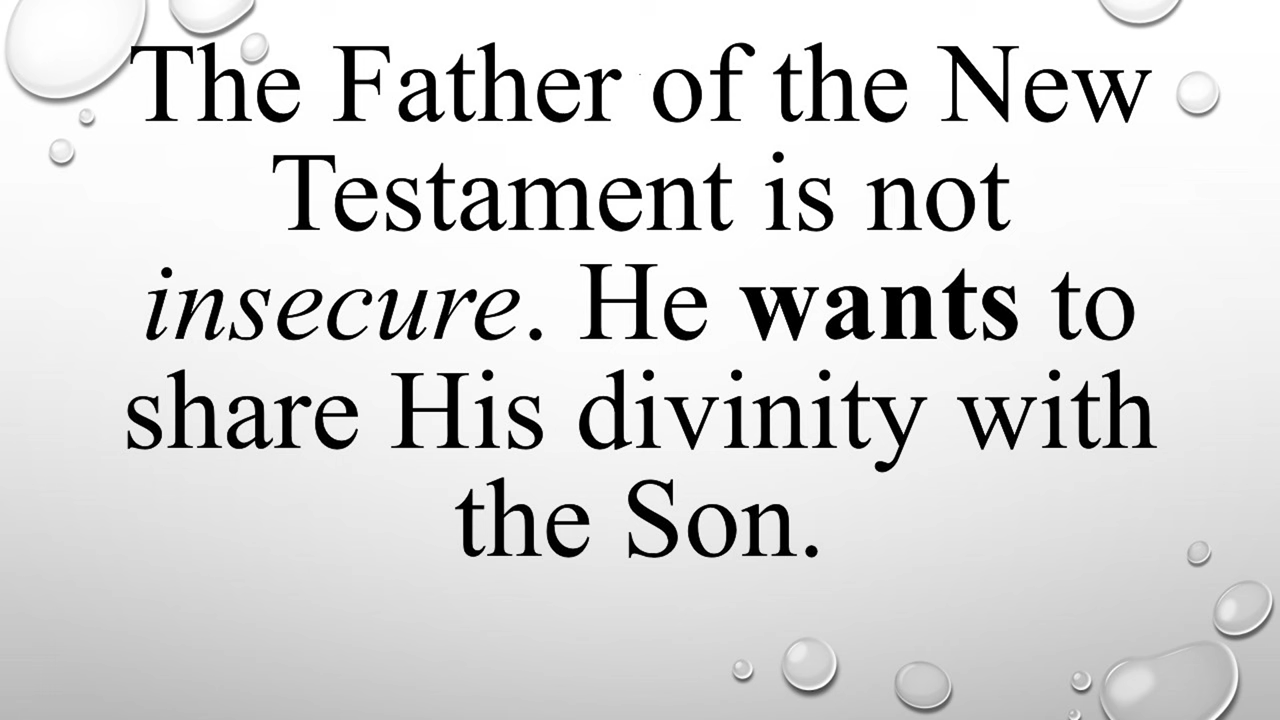 The Father of the New
Testament is not
insecure. He wants to
share His divinity with
the Son.